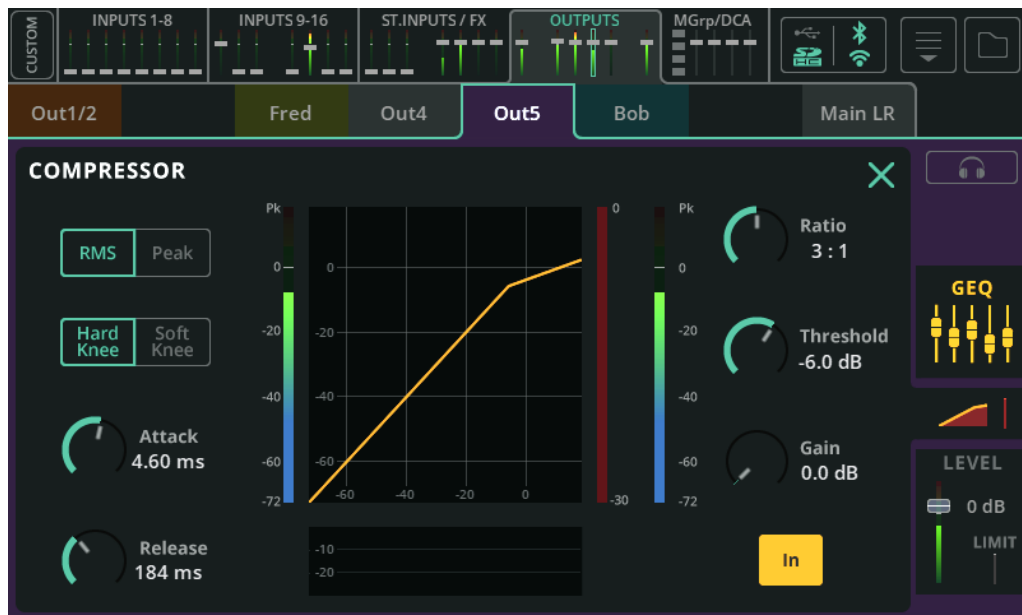 CUSTOM
INPUTS 1-8
INPUTS 9-16
ST.INPUTS / FX
OUTPUTS
MGrp/DCA
SD
HC
Out1/2
Fred
Out4
Out5
Bob
Main LR
COMPRESSOR
RMS
Peak
Hard
Knee
Soft
Knee
Attack
4.60 ms
Release
184 ms
Pk
0
-20
-40
-60
-72
0
-20
-40
-60
-60
-40
-20
0
-10
-20
0
-30
Pk
0
-20
-40
-60
-72
Ratio
3 : 1
Threshold
-6.0 dB
Gain
0.0 dB
In
GEQ
LEVEL
0 dB
LIMIT